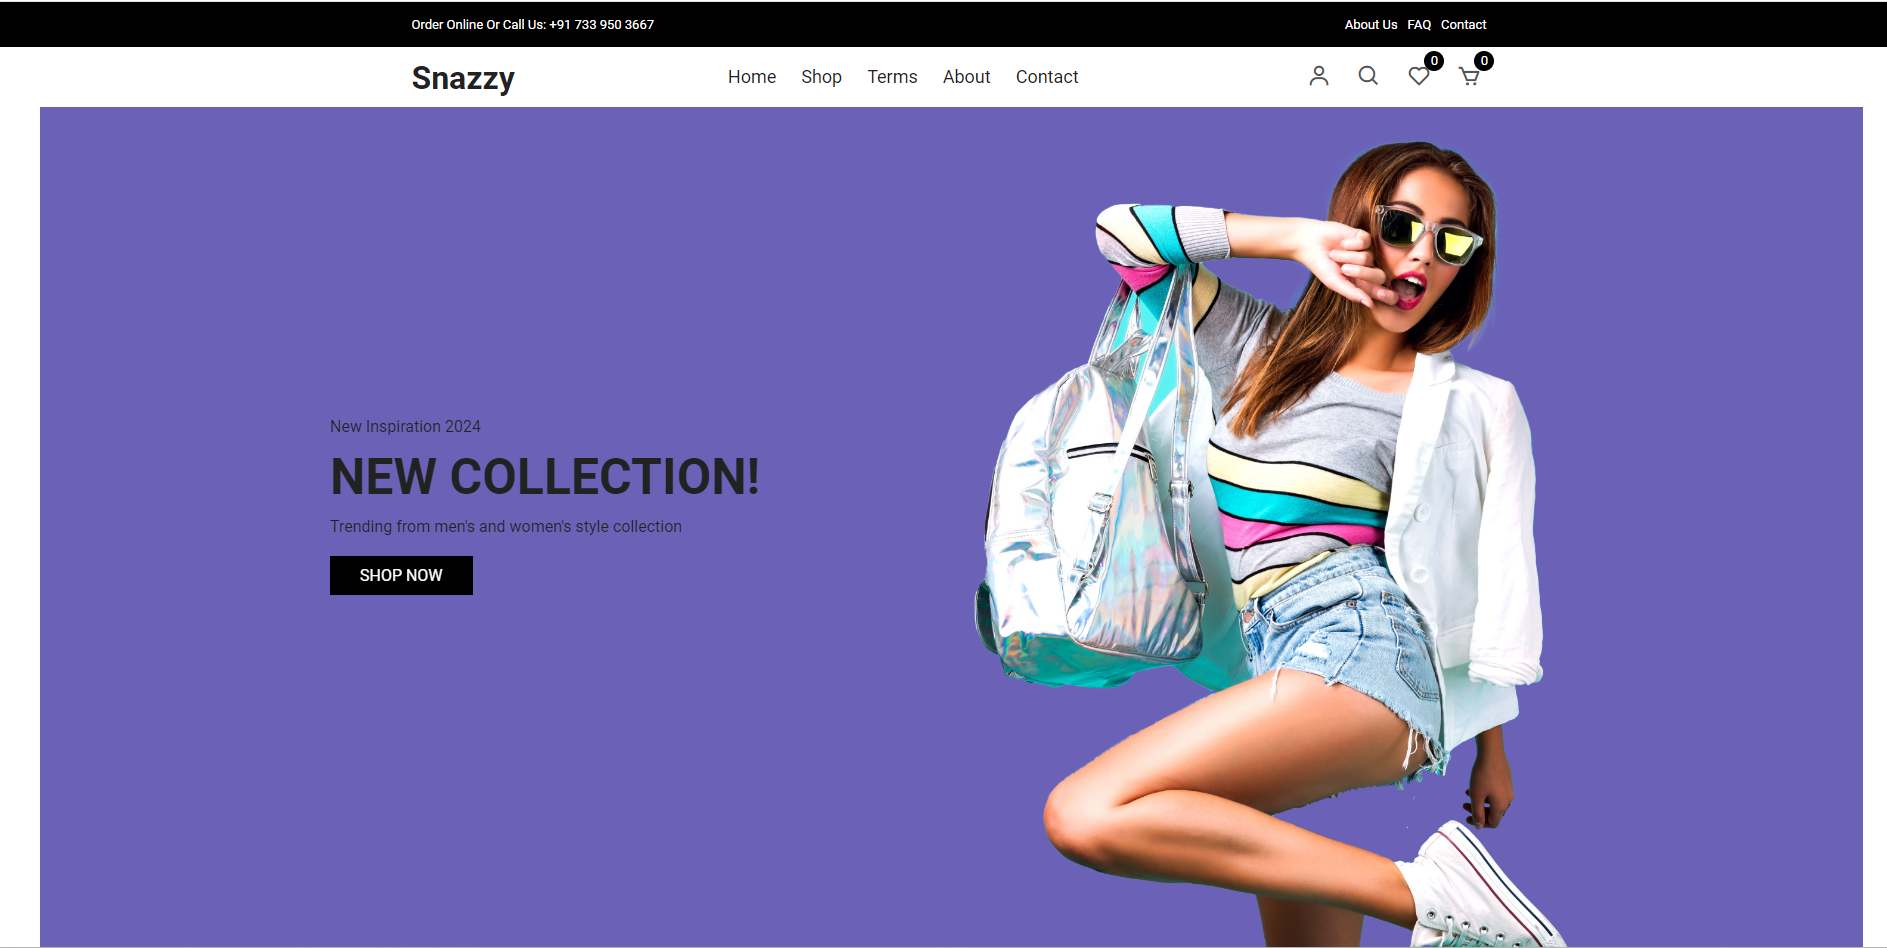 Order Online Or Call Us: +91 733 950 3667
About Us FAQ Contact
Snazzy
Home Shop Terms About Contact
0 0
New Inspiration 2024
NEW COLLECTION!
Trending from men's and women's style collection
SHOP NOW